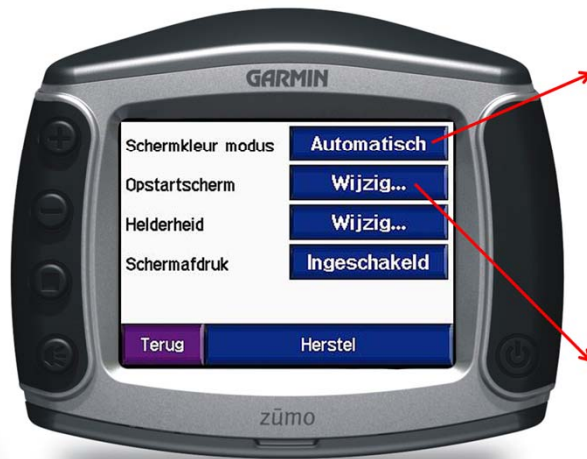 GARMIN
Schermkleur modus Automatisch
Opstartscherm Wijzig...
Helderheid Wijzig...
Schermafdruk Ingeschakeld
Terug Herstel
zūmo